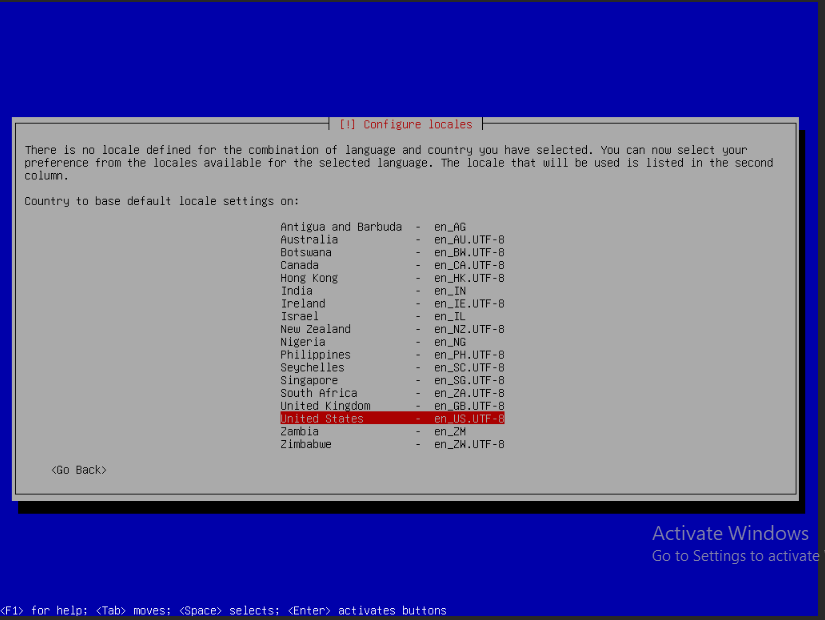 [!] Configure locales
There is no locale defined for the combination of language and country you have selected. You can now select your
preference from the locales available for the selected language. The locale that will be used is listed in the second
column.
Country to base default locale settings on:
Antigua and Barbuda - en_AG
Australia - en_AU.UTF-8
Botswana - en_BW.UTF-8
Canada - en_CA.UTF-8
Hong Kong - en_HK.UTF-8
India - en_IN
Ireland - en_IE.UTF-8
Israel - en_IL
New Zealand - en_NZ.UTF-8
Nigeria - en_NG
Philippines - en_PH.UTF-8
Seychelles - en_SC.UTF-8
Singapore - en_SG.UTF-8
South Africa - en_ZA.UTF-8
United Kingdom - en_GB.UTF-8
United States - en_US.UTF-8
Zambia - en_ZM
Zimbabwe - en_ZW.UTF-8
<Go Back>
Activate Windows
Go to Settings to activate
<F1> for help; <Tab> moves; <Space> selects; <Enter> activates buttons